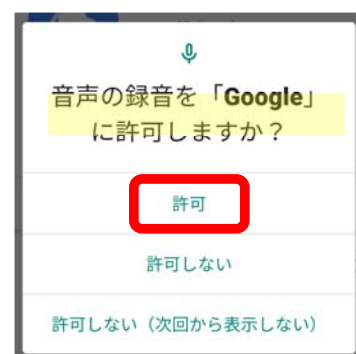 音声の録音を「Google」
に許可しますか？
許可
許可しない
許可しない（次回から表示しない）